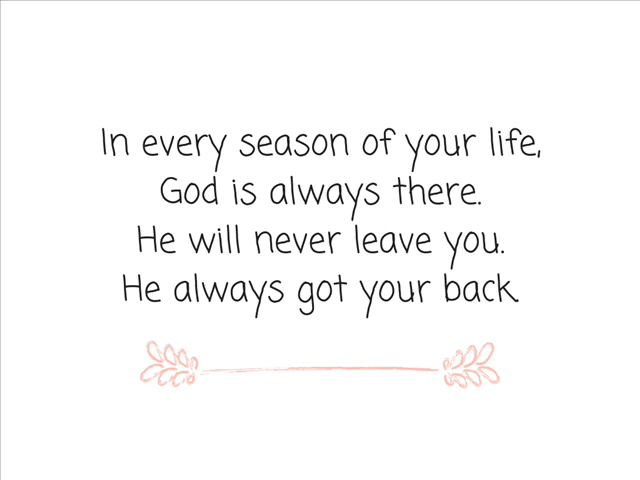 In every season of your life,
God is always there.
He will never leave you.
He always got your back.